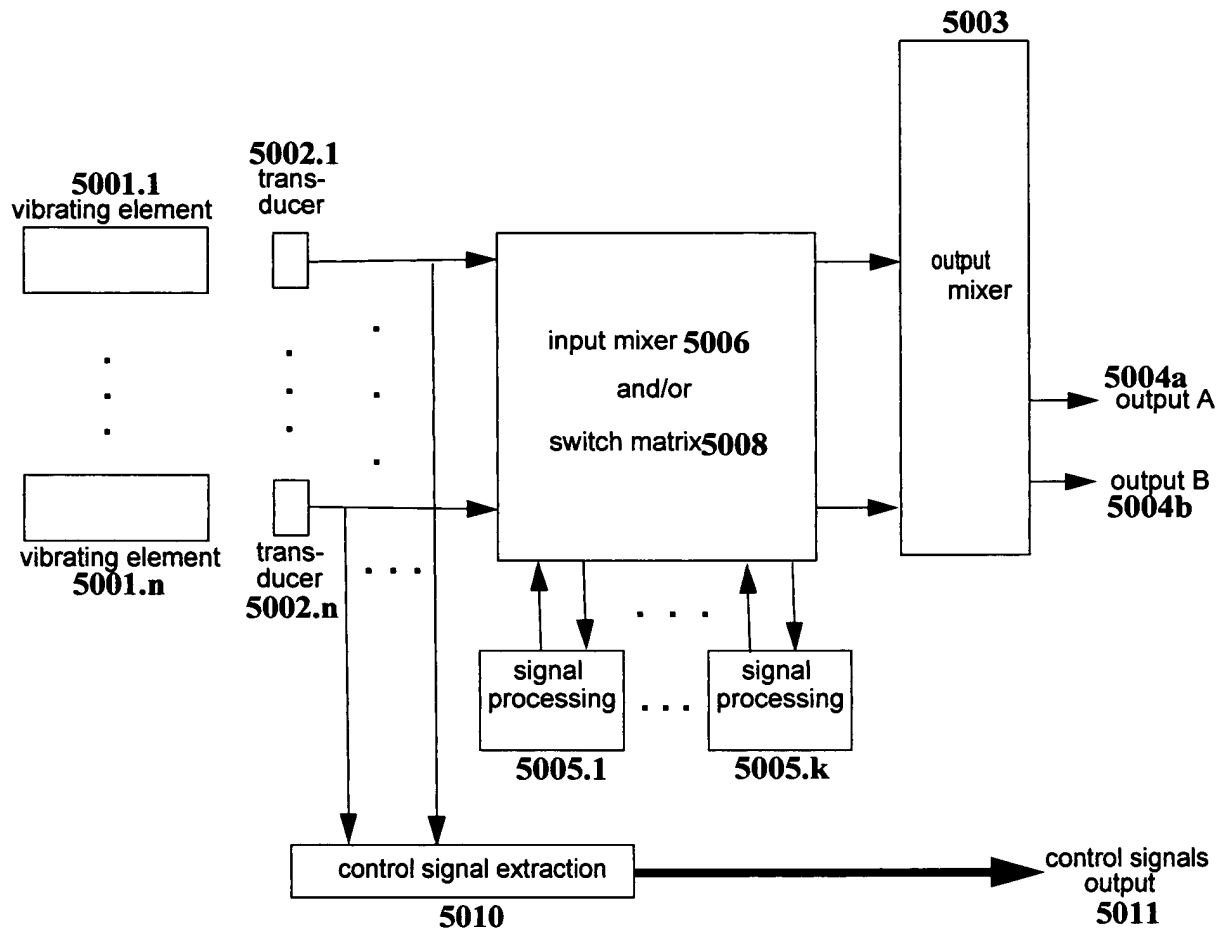 5003
5002.1
trans-
ducer
5001.1
vibrating element
output
mixer
input mixer 5006
and/or
switch matrix 5008
5004a
output A
output B
5004b
vibrating element
5001.n
trans-
ducer
5002.n
signal
processing
5005.1
signal
processing
5005.k
control signal extraction
5010
control signals
output
5011